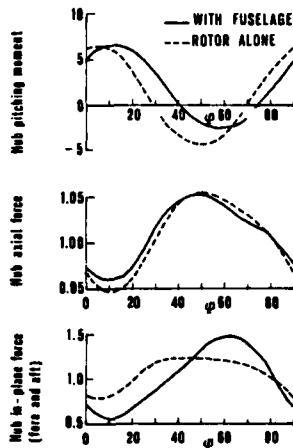 WITH FUSELAGE
ROTOR ALONE
Hub pitching moment
10
5
0
-5
0 20 40 φ 60 80
Hub axial force
1.05
1.00
0.95
0 20 40 φ 60 80
Hub in-plane force
(fore and aft)
1.5
1.0
0.5
0 20 40 φ 60 80